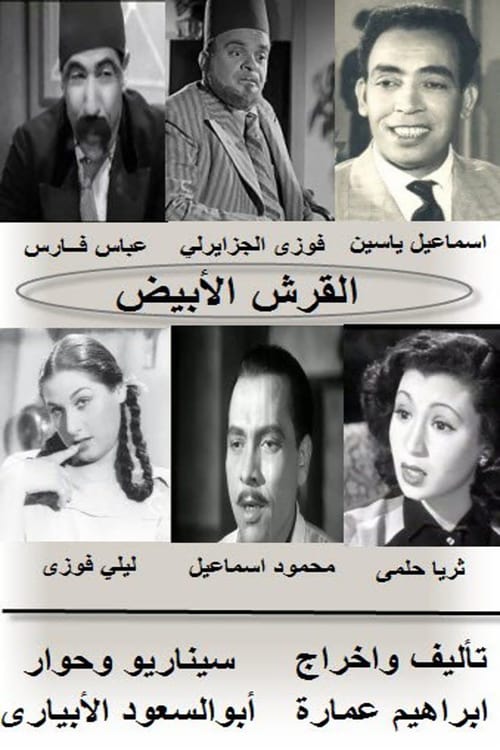 اسماعيل ياسين فوزى الجزايرلي عباس فــارس
القرش الأبيض
ثريا حلمى محمود اسماعيل ليلي فوزى
تأليف واخراج سيناريو وحوار
ابراهيم عمارة أبوالسعود الأبيارى